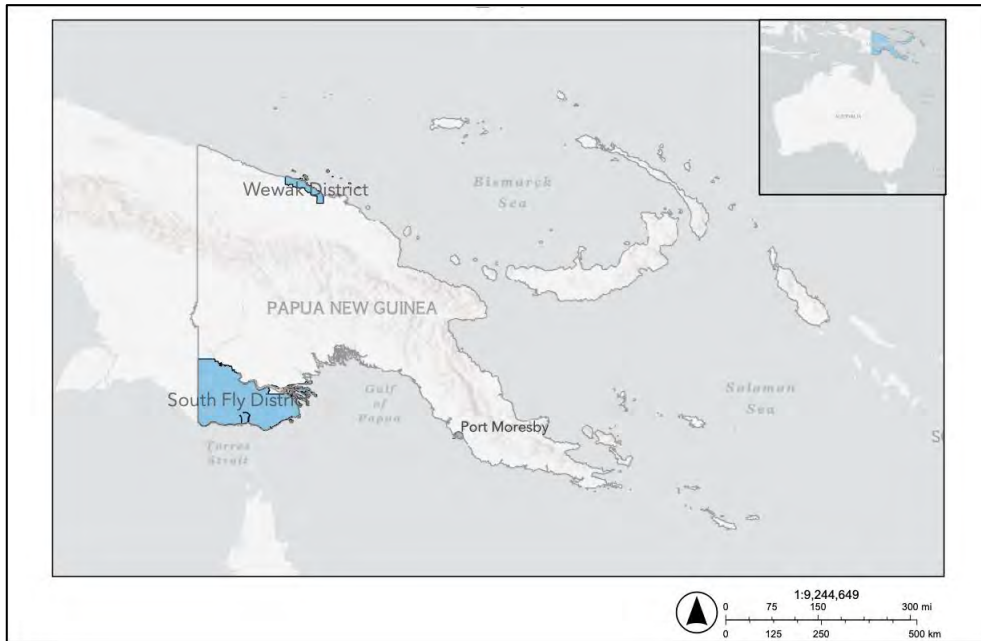 Wewak District
Bismarck
Sea
PAPUA NEW GUINEA
South Fly District
Gulf
of
Papua
Port Moresby
Solomon
Sea
Torres
Strait
1:9,244,649
0 75 150 300 mi
0 125 250 500 km